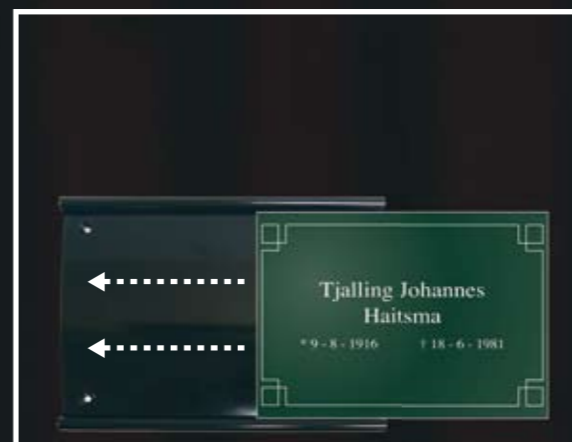 Tjalling Johannes
Haitsma
* 9 - 8 - 1916 † 18 - 6 - 1981